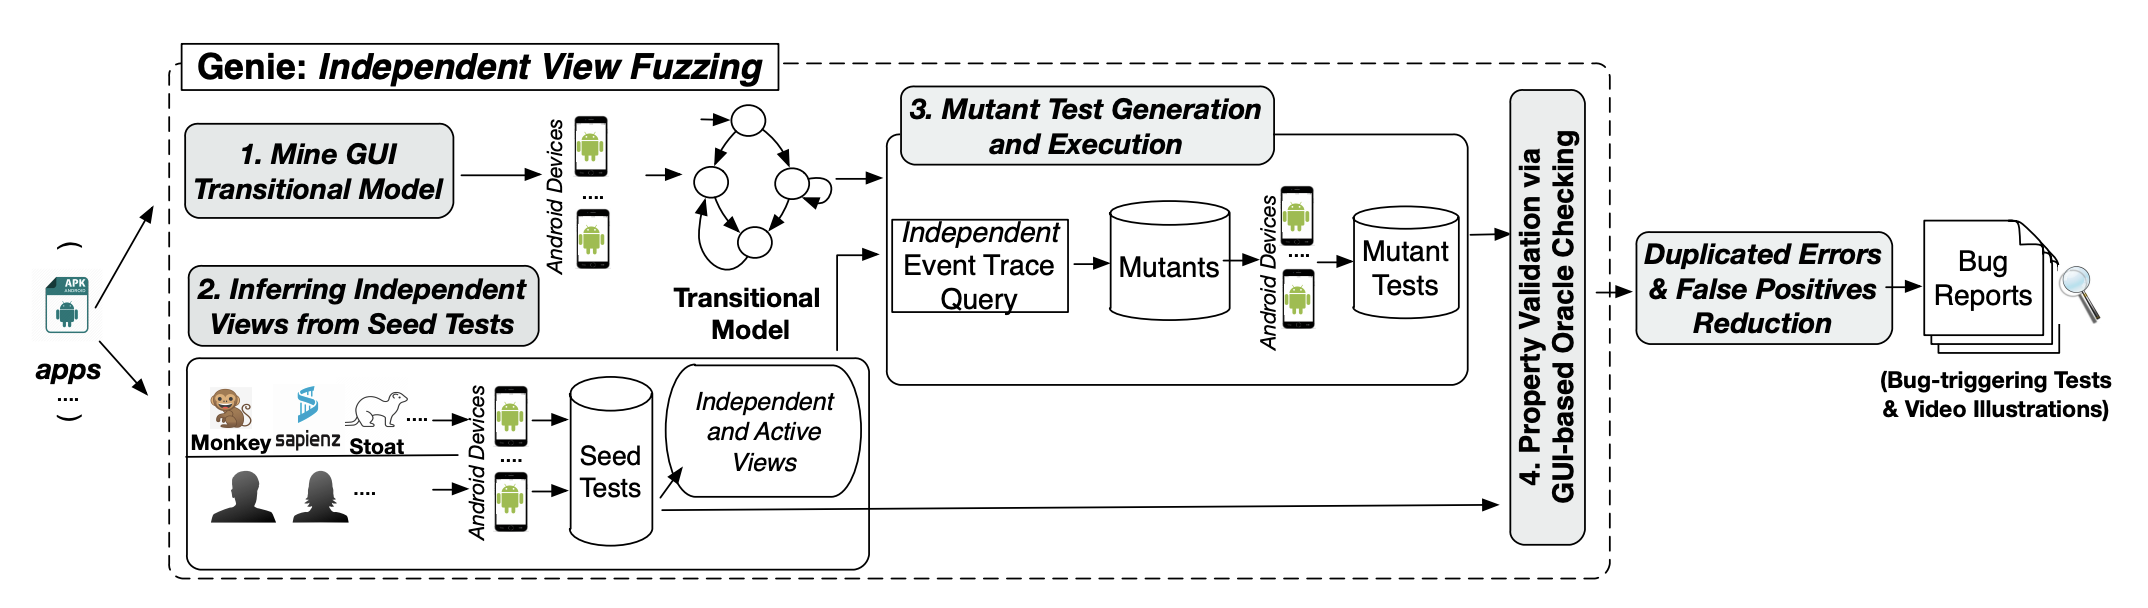 Genie: Independent View Fuzzing
APK
ANDROID
apps
....
1. Mine GUI
Transitional Model
Android Devices
....
Transitional
Model
2. Inferring Independent
Views from Seed Tests
Monkey
sapienz
Stoat
....
....
Android Devices
....
Seed
Tests
Independent
and Active
Views
3. Mutant Test Generation
and Execution
Independent
Event Trace
Query
Mutants
Android Devices
....
Mutant
Tests
4. Property Validation via
GUI-based Oracle Checking
Duplicated Errors
& False Positives
Reduction
Bug
Reports
(Bug-triggering Tests
& Video Illustrations)